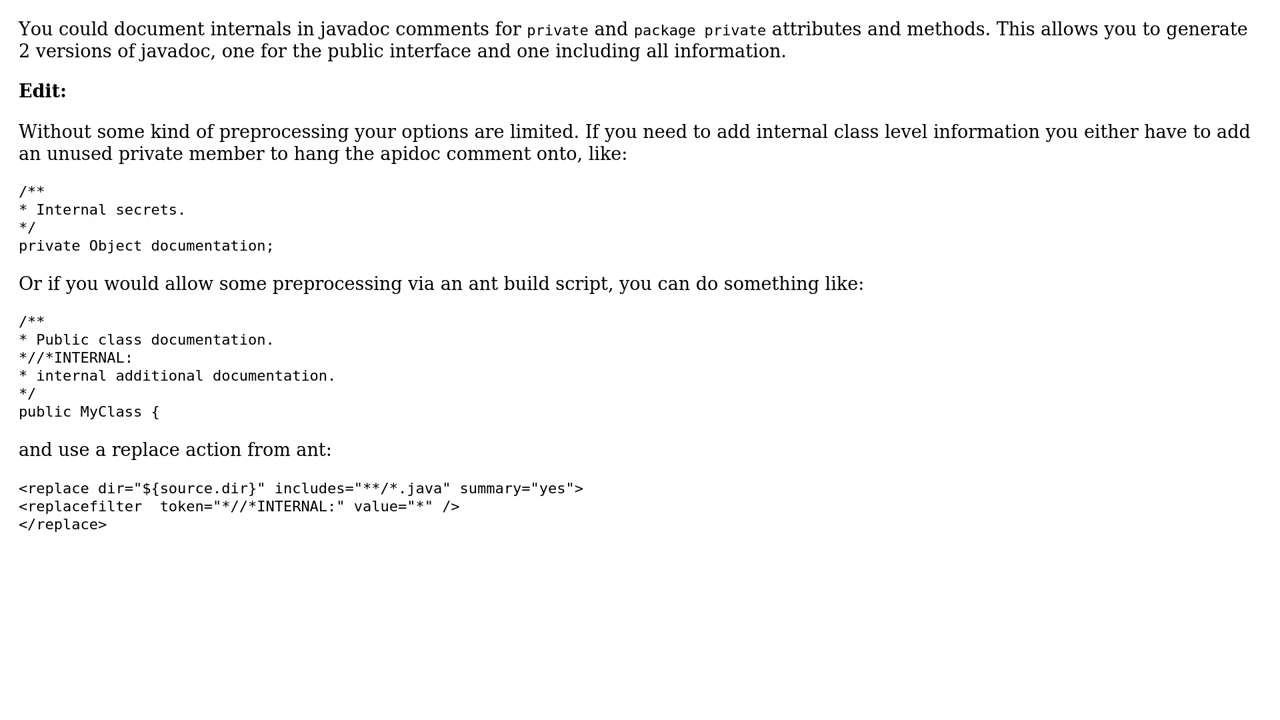 You could document internals in javadoc comments for private and package private attributes and methods. This allows you to generate
2 versions of javadoc, one for the public interface and one including all information.
Edit:
Without some kind of preprocessing your options are limited. If you need to add internal class level information you either have to add
an unused private member to hang the apidoc comment onto, like:
/**
* Internal secrets.
*/
private Object documentation;
Or if you would allow some preprocessing via an ant build script, you can do something like:
/**
* Public class documentation.
*//*INTERNAL:
* internal additional documentation.
*/
public MyClass {
and use a replace action from ant:
<replace dir="${source.dir}" includes="**/*.java" summary="yes">
<replacefilter  token="*//*INTERNAL:" value="*" />
</replace>